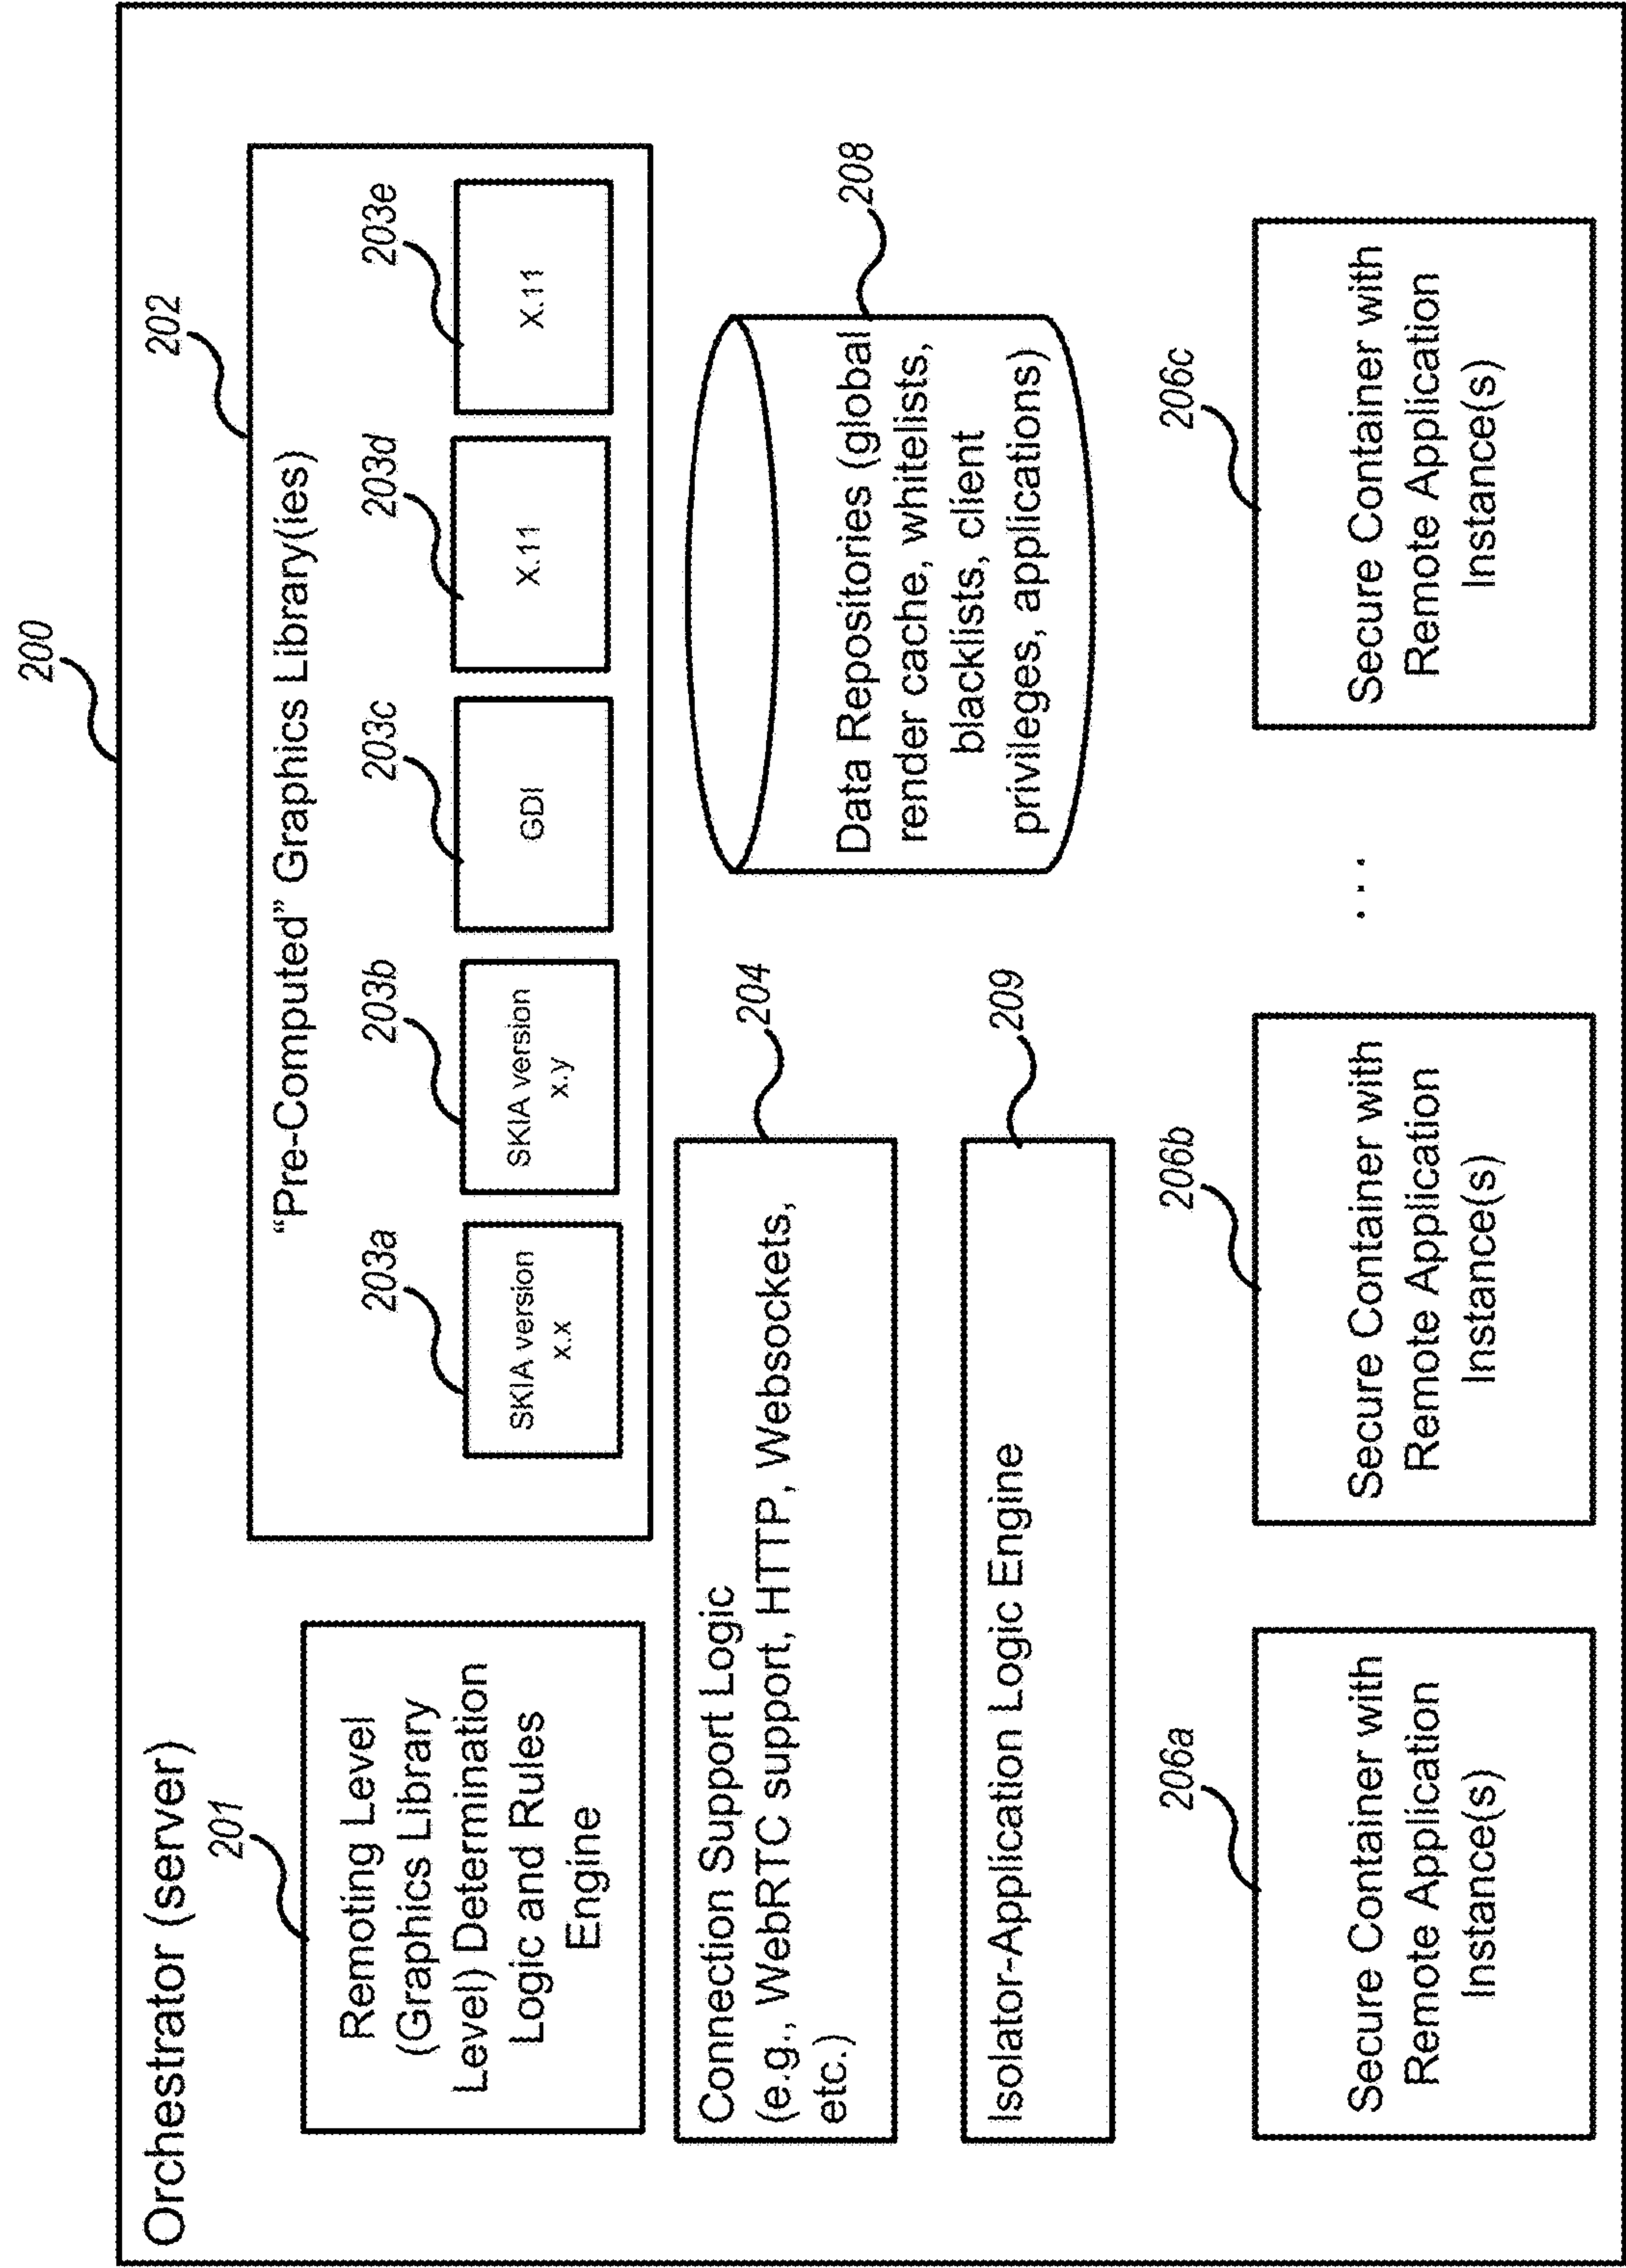 200
Orchestrator (server)
201
Remoting Level
(Graphics Library
Level) Determination
Logic and Rules
Engine
202
“Pre-Computed” Graphics Library(ies)
203a
SKIA version
x.x
203b
SKIA version
x.y
203c
GDI
203d
X.11
203e
X.11
204
Connection Support Logic
(e.g., WebRTC support, HTTP, Websockets,
etc.)
208
Data Repositories (global
render cache, whitelists,
blacklists, client
privileges, applications)
209
Isolator-Application Logic Engine
206a
Secure Container with
Remote Application
Instance(s)
206b
Secure Container with
Remote Application
Instance(s)
. . .
206c
Secure Container with
Remote Application
Instance(s)